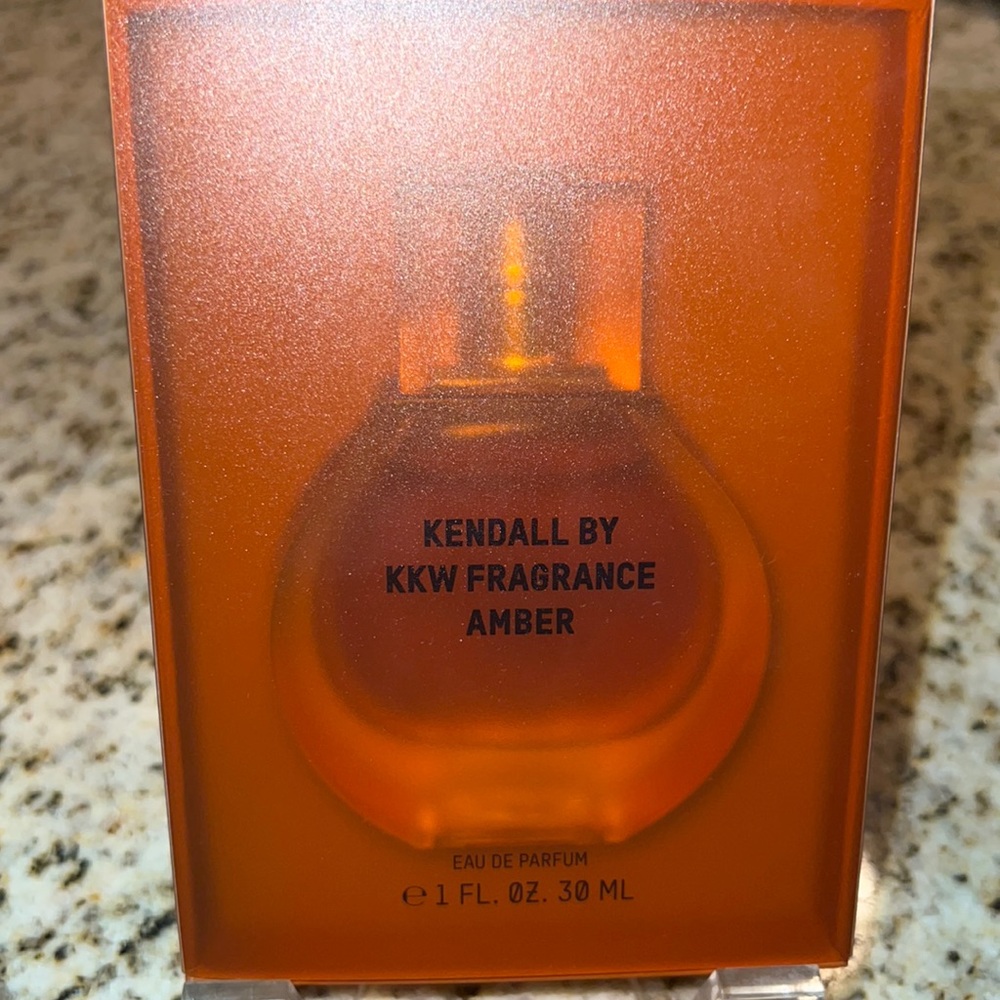 KENDALL BY
KKW FRAGRANCE
AMBER
EAU DE PARFUM
℮ 1 FL. OZ. 30 ML